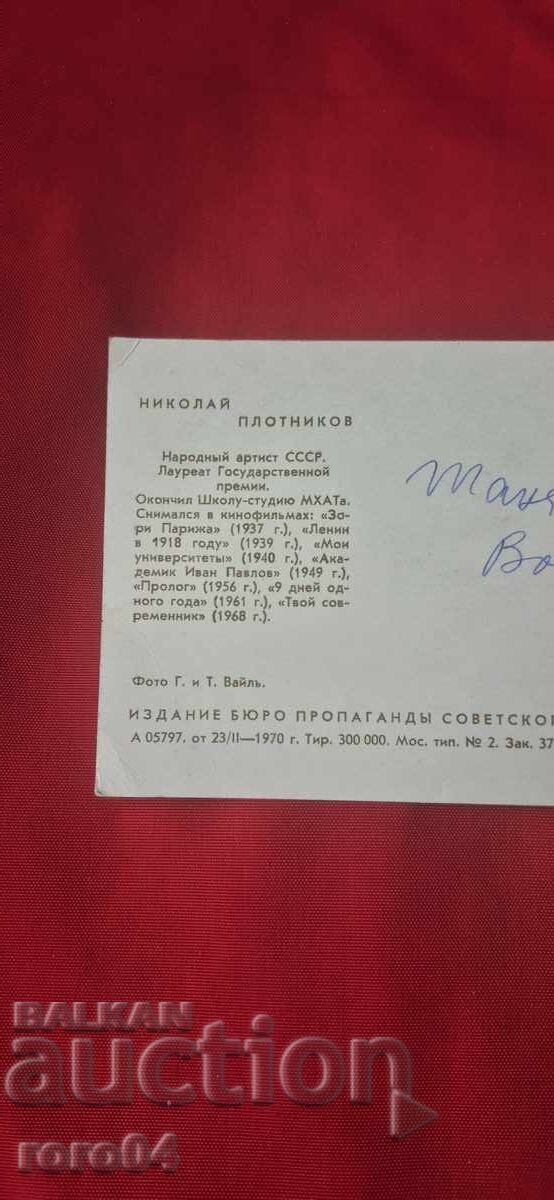 НИКОЛАЙ
ПЛОТНИКОВ
Народный артист СССР.
Лауреат Государственной
премии.
Окончил Школу-студию МХАТа.
Снимался в кинофильмах: «Зо-
ри Парижа» (1937 г.), «Ленин
в 1918 году» (1939 г.), «Мои
университеты» (1940 г.), «Ака-
демик Иван Павлов» (1949 г.),
«Пролог» (1956 г.), «9 дней од-
ного года» (1961 г.), «Твой сов-
ременник» (1968 г.).
Фото Г. и Т. Вайль.
ИЗДАНИЕ БЮРО ПРОПАГАНДЫ СОВЕТСКОЙ
А 05797. от 23/II—1970 г. Тир. 300 000. Мос. тип. № 2. Зак. 37
BALKAN
auction
roro04